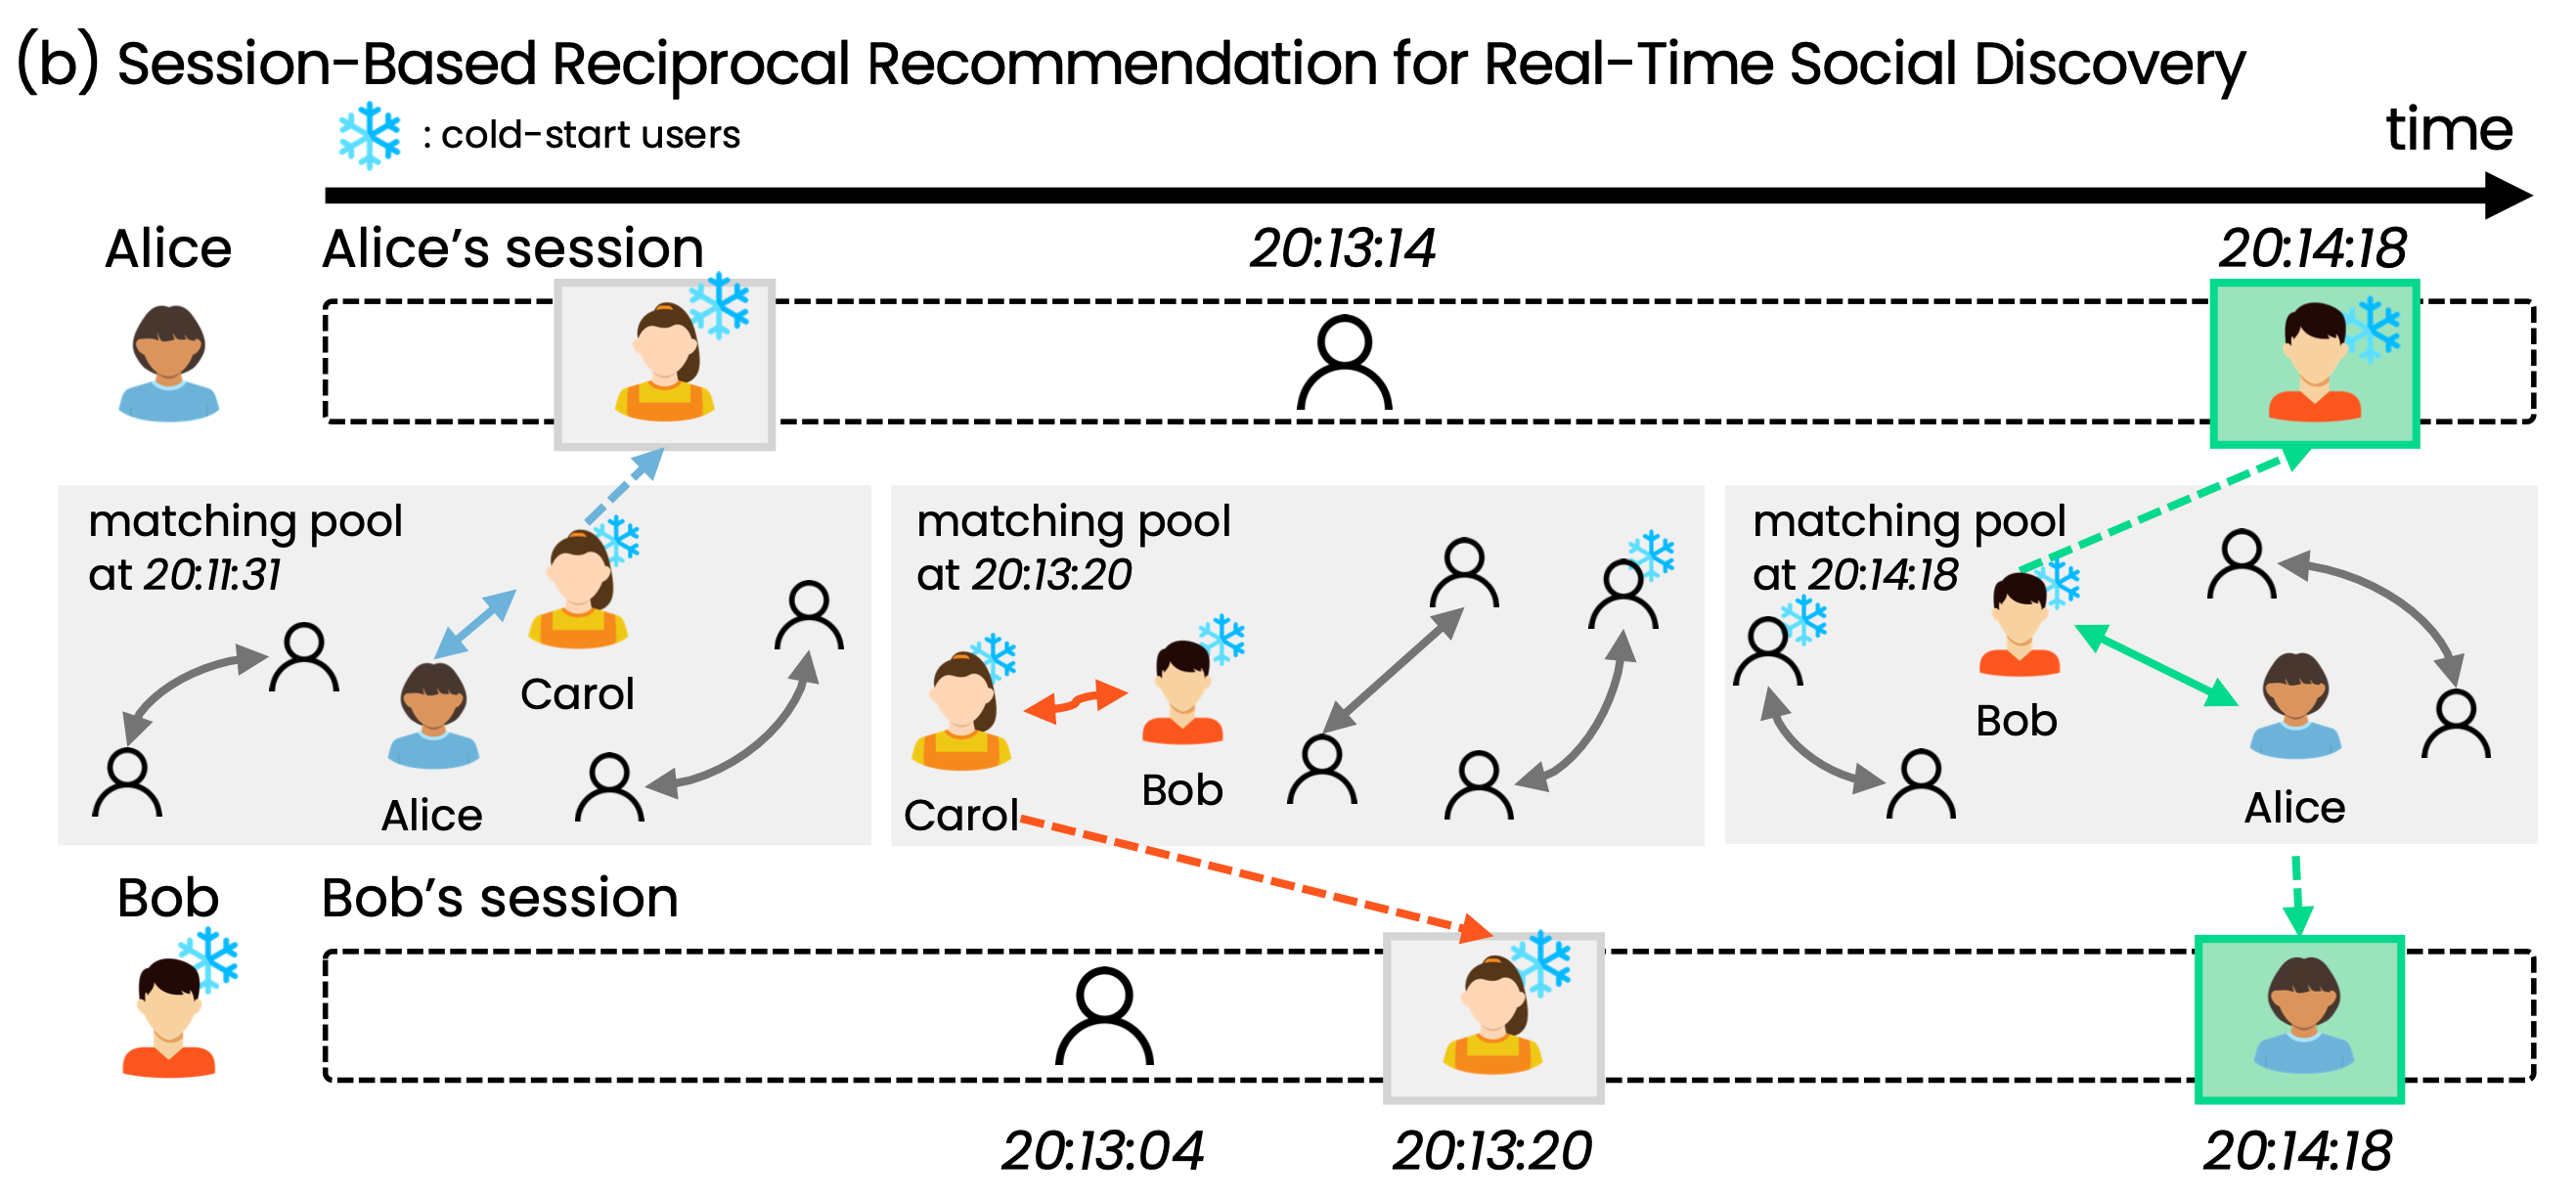 (b) Session-Based Reciprocal Recommendation for Real-Time Social Discovery
: cold-start users
time
Alice
Alice's session
20:13:14
20:14:18
matching pool
at 20:11:31
Carol
Alice
matching pool
at 20:13:20
Carol
Bob
matching pool
at 20:14:18
Bob
Alice
Bob
Bob's session
20:13:04
20:13:20
20:14:18